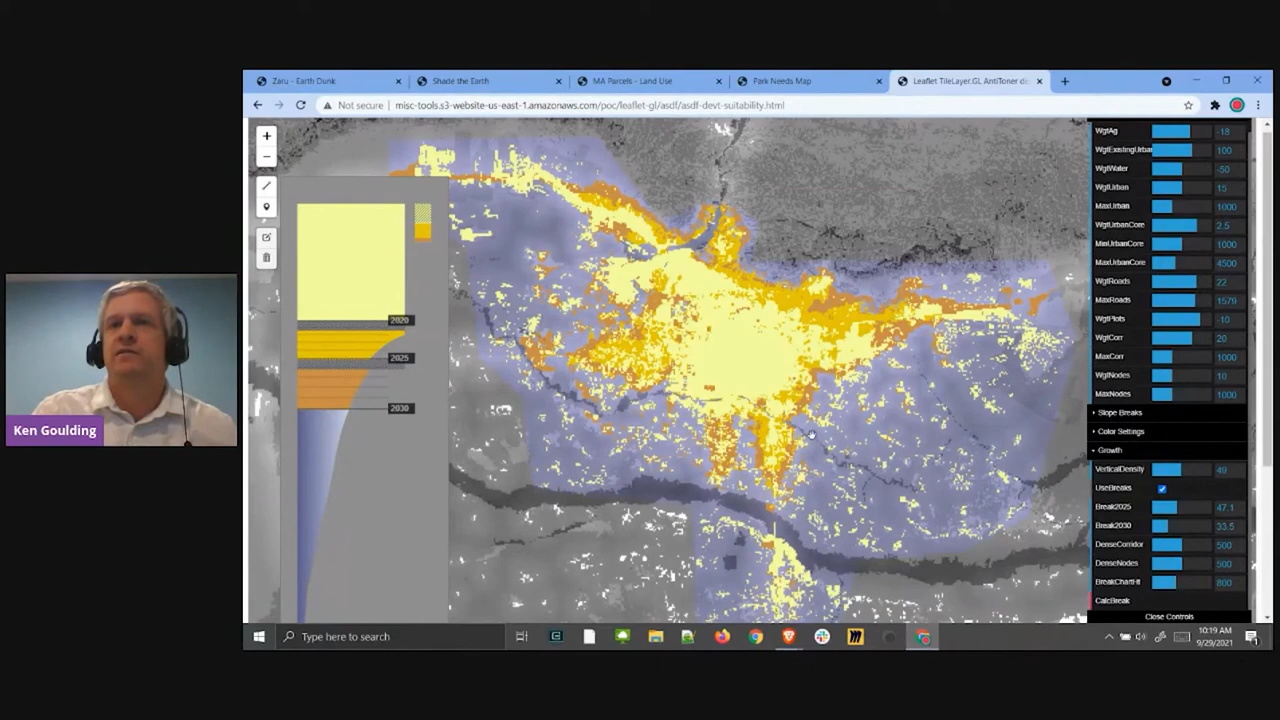 Zaru - Earth Dunk
Shade the Earth
MA Parcels - Land Use
Park Needs Map
Leaflet TileLayer.GL AntiToner de
Not secure
misc-tools.s3-website-us-east-1.amazonaws.com/poc/leaflet-gl/asdf/asdf-devt-suitability.html
+
−
2020
2025
2030
WgtAg -18
WgtExistingUrban 100
WgtWater -50
WgtUrban 15
MaxUrban 1000
WgtUrbanCore 2.5
MinUrbanCore 1000
MaxUrbanCore 4500
WgtRoads 22
MaxRoads 1579
WgtPlots -10
WgtCorr 20
MaxCorr 1000
WgtNodes 10
MaxNodes 1000
Slope Breaks
Color Settings
Growth
VerticalDensity 49
UseBreaks
Break2025 47.1
Break2030 33.5
DenseCorridor 500
DenseNodes 500
BreakChartHt 800
CalcBreak
Close Controls
Ken Goulding
Type here to search
10:19 AM
9/29/2021